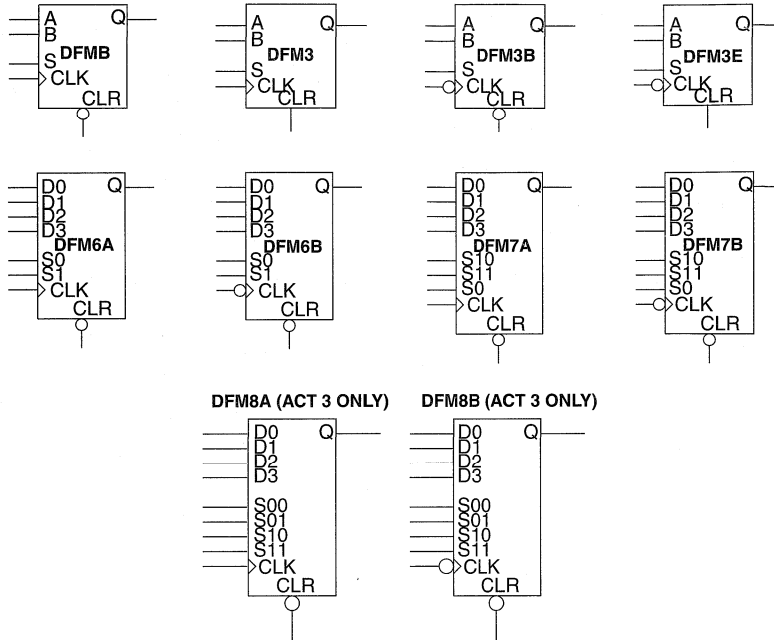 A Q
B
DFMB
S
CLK
CLR
A Q
B
DFM3
S
CLK
CLR
A Q
B
DFM3B
S
CLK
CLR
A Q
B
DFM3E
S
CLK
CLR
D0 Q
D1
D2
D3
DFM6A
S0
S1
CLK
CLR
D0 Q
D1
D2
D3
DFM6B
S0
S1
CLK
CLR
D0 Q
D1
D2
D3
DFM7A
S10
S11
S0
CLK
CLR
D0 Q
D1
D2
D3
DFM7B
S10
S11
S0
CLK
CLR
DFM8A (ACT 3 ONLY)
D0 Q
D1
D2
D3
S00
S01
S10
S11
CLK
CLR
DFM8B (ACT 3 ONLY)
D0 Q
D1
D2
D3
S00
S01
S10
S11
CLK
CLR